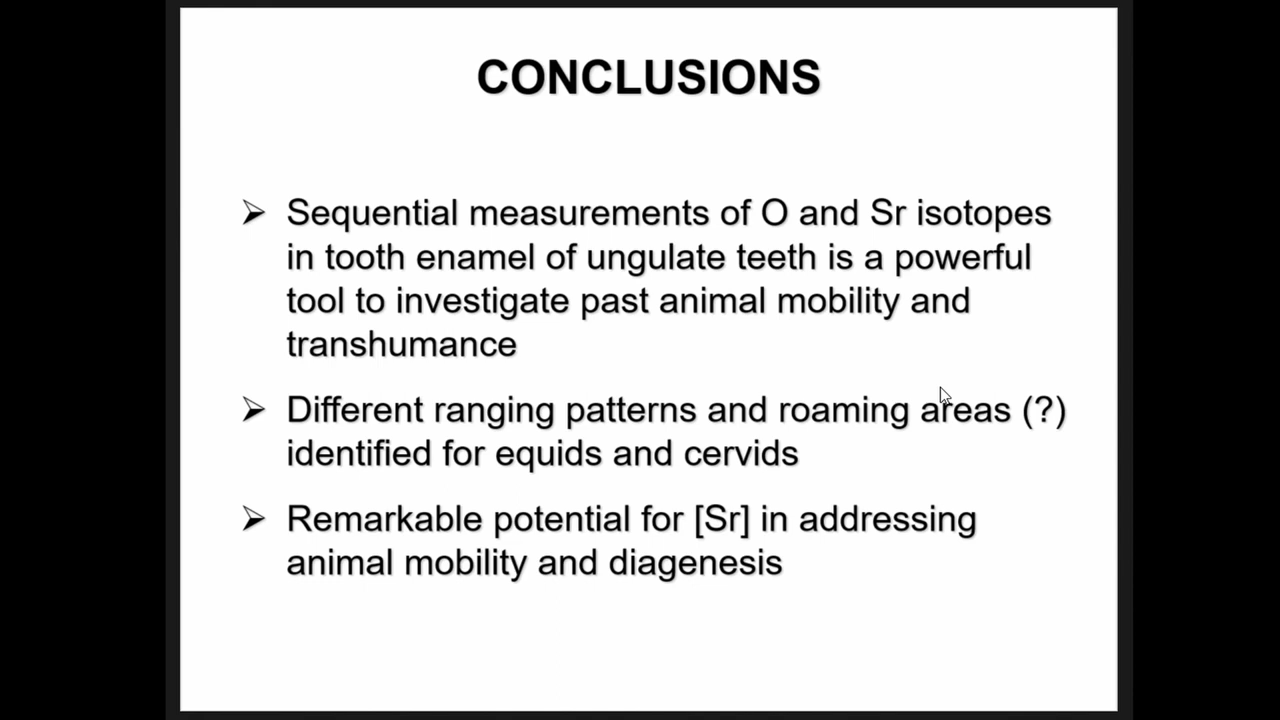 CONCLUSIONS
➢ Sequential measurements of O and Sr isotopes
in tooth enamel of ungulate teeth is a powerful
tool to investigate past animal mobility and
transhumance
➢ Different ranging patterns and roaming areas (?)
identified for equids and cervids
➢ Remarkable potential for [Sr] in addressing
animal mobility and diagenesis